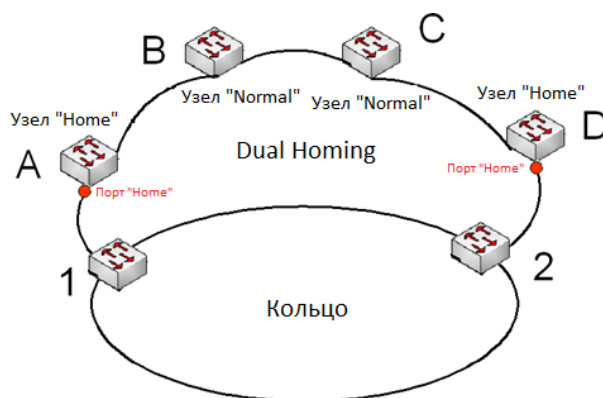 B
C
Узел "Normal"
Узел "Normal"
Узел "Home"
Узел "Home"
A
D
Dual Homing
Порт "Home"
Порт "Home"
1
2
Кольцо